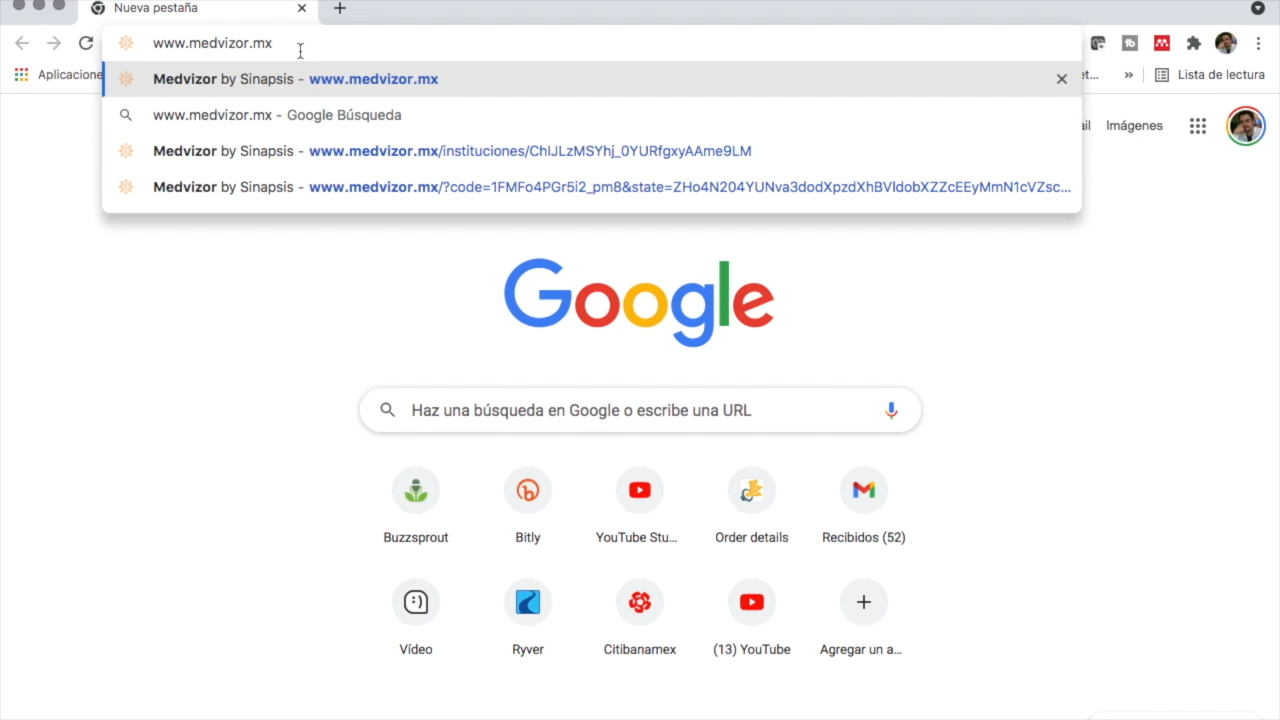 Nueva pestaña
www.medvizor.mx
Medvizor by Sinapsis - www.medvizor.mx
www.medvizor.mx - Google Búsqueda
Medvizor by Sinapsis - www.medvizor.mx/instituciones/ChIJLzMSYhj_0YURfgxyAAme9LM
Medvizor by Sinapsis - www.medvizor.mx/?code=1FMFo4PGr5i2_pm8&state=ZHo4N204YUNva3dodXpzdXhBVldobXZZcEEyMmN1cVZsc...
Aplicacione
et... » Lista de lectura
ail Imágenes
Google
Haz una búsqueda en Google o escribe una URL
Buzzsprout Bitly YouTube Stu... Order details Recibidos (52)
Vídeo Ryver Citibanamex (13) YouTube Agregar un a...